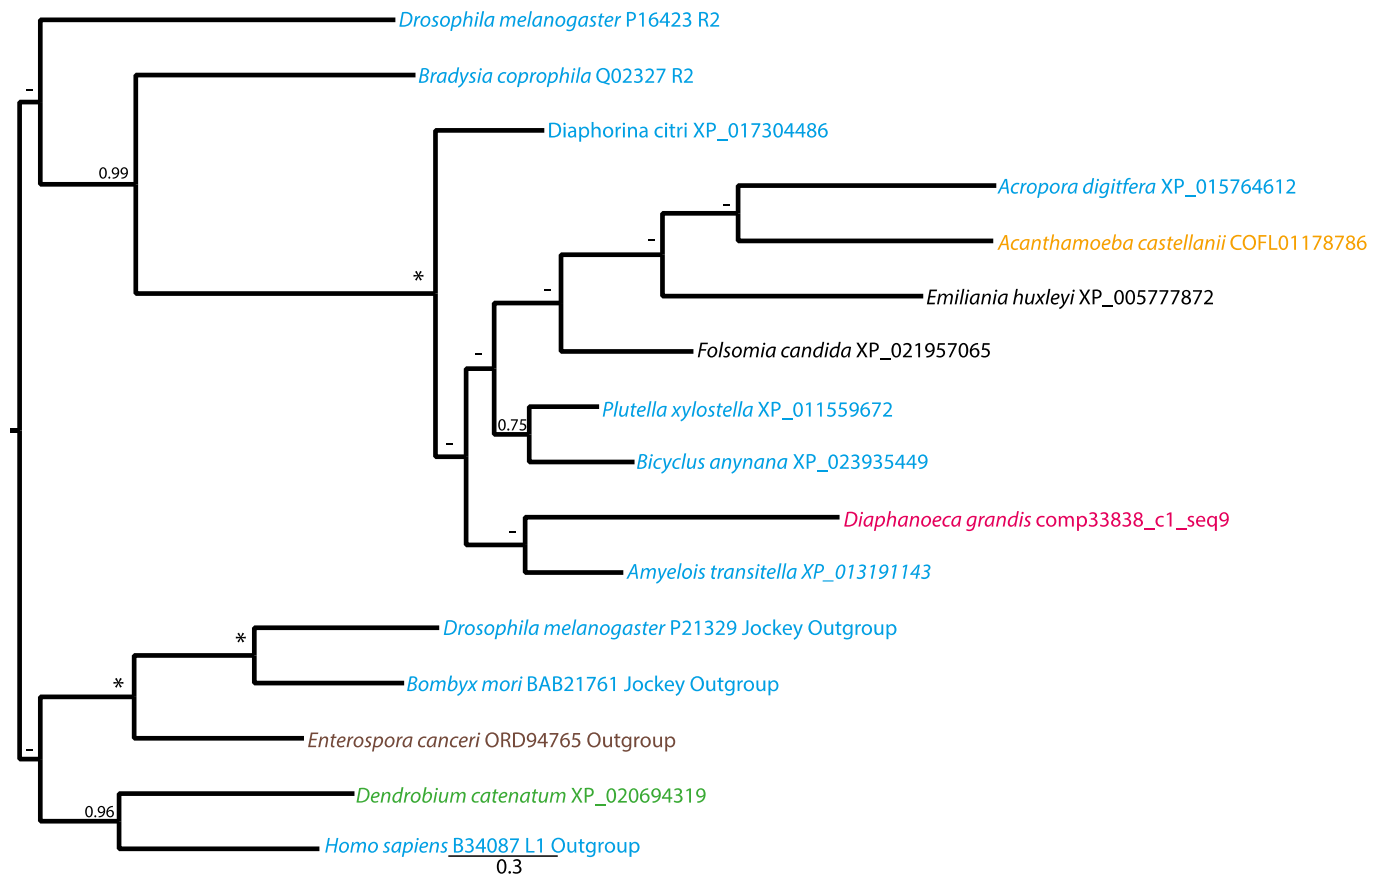 Drosophila melanogaster P16423 R2
-
Bradysia coprophila Q02327 R2
Diaphorina citri XP_017304486
0.99
Acropora digitfera XP_015764612
-
Acanthamoeba castellanii COFL01178786
-
*
-
Emiliania huxleyi XP_005777872
Folsomia candida XP_021957065
-
Plutella xylostella XP_011559672
0.75
-
Bicyclus anynana XP_023935449
Diaphanoeca grandis comp33838_c1_seq9
-
Amyelois transitella XP_013191143
Drosophila melanogaster P21329 Jockey Outgroup
*
*
Bombyx mori BAB21761 Jockey Outgroup
Enterospora canceri ORD94765 Outgroup
-
Dendrobium catenatum XP_020694319
0.96
Homo sapiens B34087 L1 Outgroup
0.3